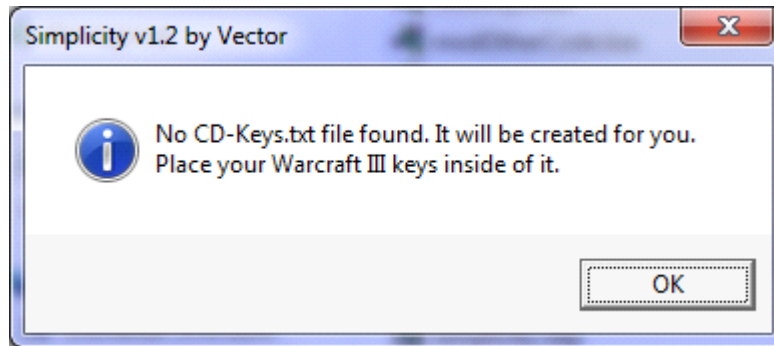 Simplicity v1.2 by Vector
No CD-Keys.txt file found. It will be created for you.
Place your Warcraft III keys inside of it.
OK